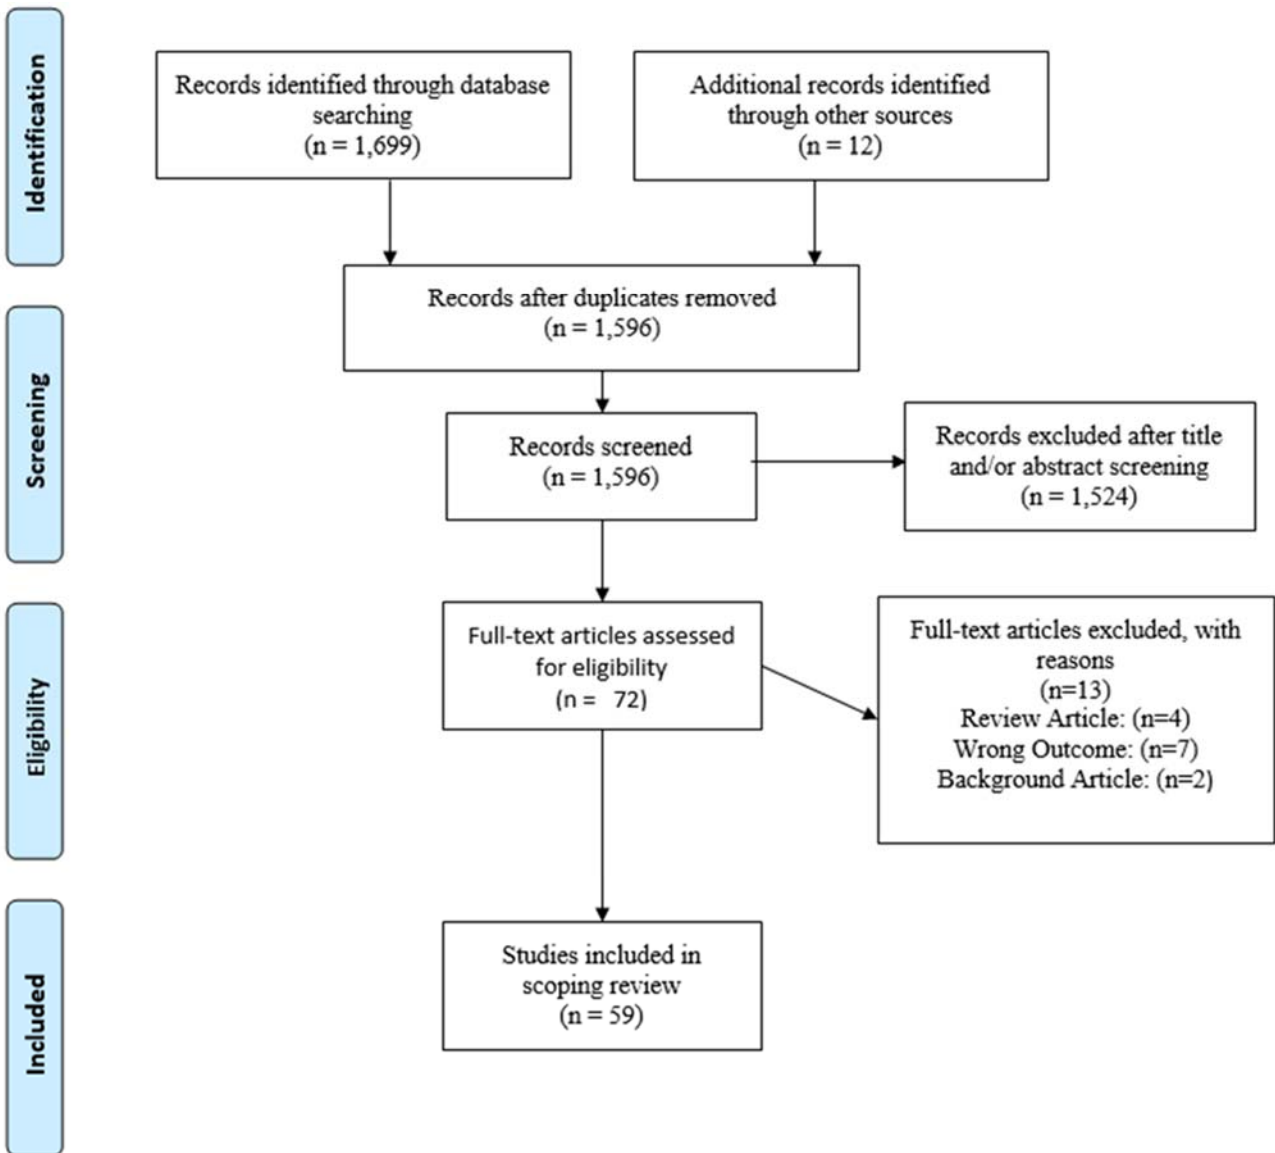 Identification
Records identified through database
searching
(n = 1,699)
Additional records identified
through other sources
(n = 12)
Records after duplicates removed
(n = 1,596)
Screening
Records screened
(n = 1,596)
Records excluded after title
and/or abstract screening
(n = 1,524)
Eligibility
Full-text articles assessed
for eligibility
(n = 72)
Full-text articles excluded, with
reasons
(n=13)
Review Article: (n=4)
Wrong Outcome: (n=7)
Background Article: (n=2)
Included
Studies included in
scoping review
(n = 59)